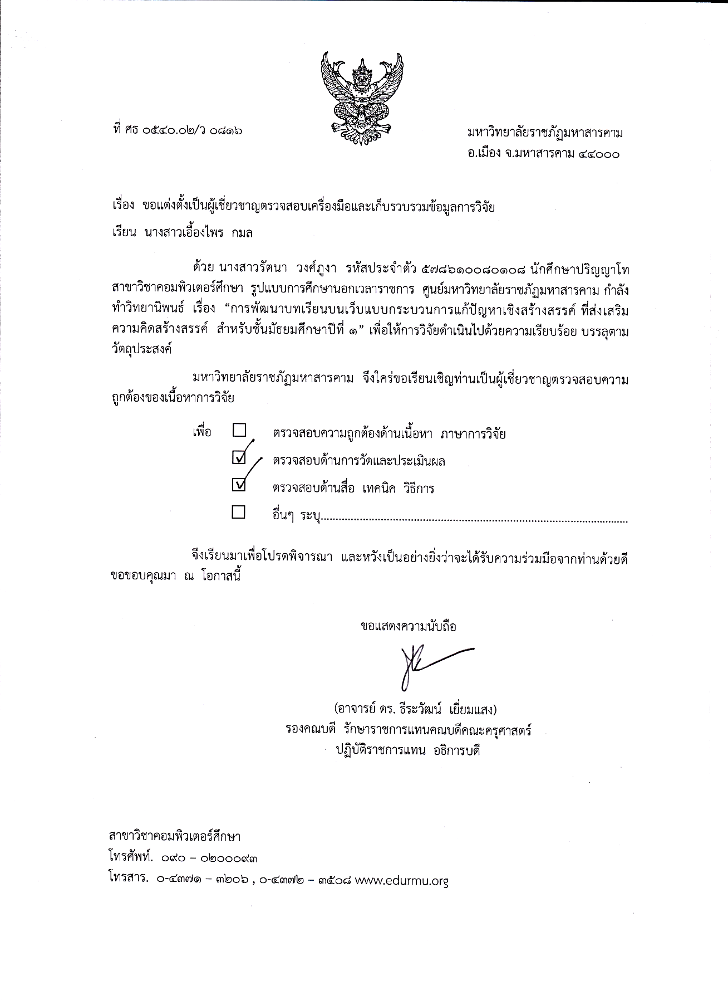 ที่ ศธ ๐๕๔๐.๐๒/ว ๐๘๑๖
มหาวิทยาลัยราชภัฏมหาสารคาม
อ.เมือง จ.มหาสารคาม ๔๔๐๐๐
เรื่อง ขอแต่งตั้งเป็นผู้เชี่ยวชาญตรวจสอบเครื่องมือและเก็บรวบรวมข้อมูลการวิจัย
เรียน นางสาวเอื้องไพร กมล
ด้วย นางสาวรัตนา วงศ์ภูงา รหัสประจำตัว ๕๗๘๖๑๐๐๘๐๑๐๘ นักศึกษาปริญญาโท
สาขาวิชาคอมพิวเตอร์ศึกษา รูปแบบการศึกษานอกเวลาราชการ ศูนย์มหาวิทยาลัยราชภัฏมหาสารคาม กำลัง
ทำวิทยานิพนธ์ เรื่อง “การพัฒนาบทเรียนบนเว็บแบบกระบวนการแก้ปัญหาเชิงสร้างสรรค์ ที่ส่งเสริม
ความคิดสร้างสรรค์ สำหรับชั้นมัธยมศึกษาปีที่ ๑” เพื่อให้การวิจัยดำเนินไปด้วยความเรียบร้อย บรรลุตาม
วัตถุประสงค์
มหาวิทยาลัยราชภัฏมหาสารคาม จึงใคร่ขอเรียนเชิญท่านเป็นผู้เชี่ยวชาญตรวจสอบความ
ถูกต้องของเนื้อหาการวิจัย
เพื่อ ตรวจสอบความถูกต้องด้านเนื้อหา ภาษาการวิจัย
ตรวจสอบด้านการวัดและประเมินผล
ตรวจสอบด้านสื่อ เทคนิค วิธีการ
อื่นๆ ระบุ........................................................................................................
จึงเรียนมาเพื่อโปรดพิจารณา และหวังเป็นอย่างยิ่งว่าจะได้รับความร่วมมือจากท่านด้วยดี
ขอขอบคุณมา ณ โอกาสนี้
ขอแสดงความนับถือ
(อาจารย์ ดร. ธีระวัฒน์ เยี่ยมแสง)
รองคณบดี รักษาราชการแทนคณบดีคณะครุศาสตร์
ปฏิบัติราชการแทน อธิการบดี
สาขาวิชาคอมพิวเตอร์ศึกษา
โทรศัพท์. ๐๙๐ – ๐๒๐๐๐๙๓
โทรสาร. ๐-๔๓๗๑ – ๓๒๐๖ , ๐-๔๓๗๒ – ๓๕๐๘ www.edurmu.org